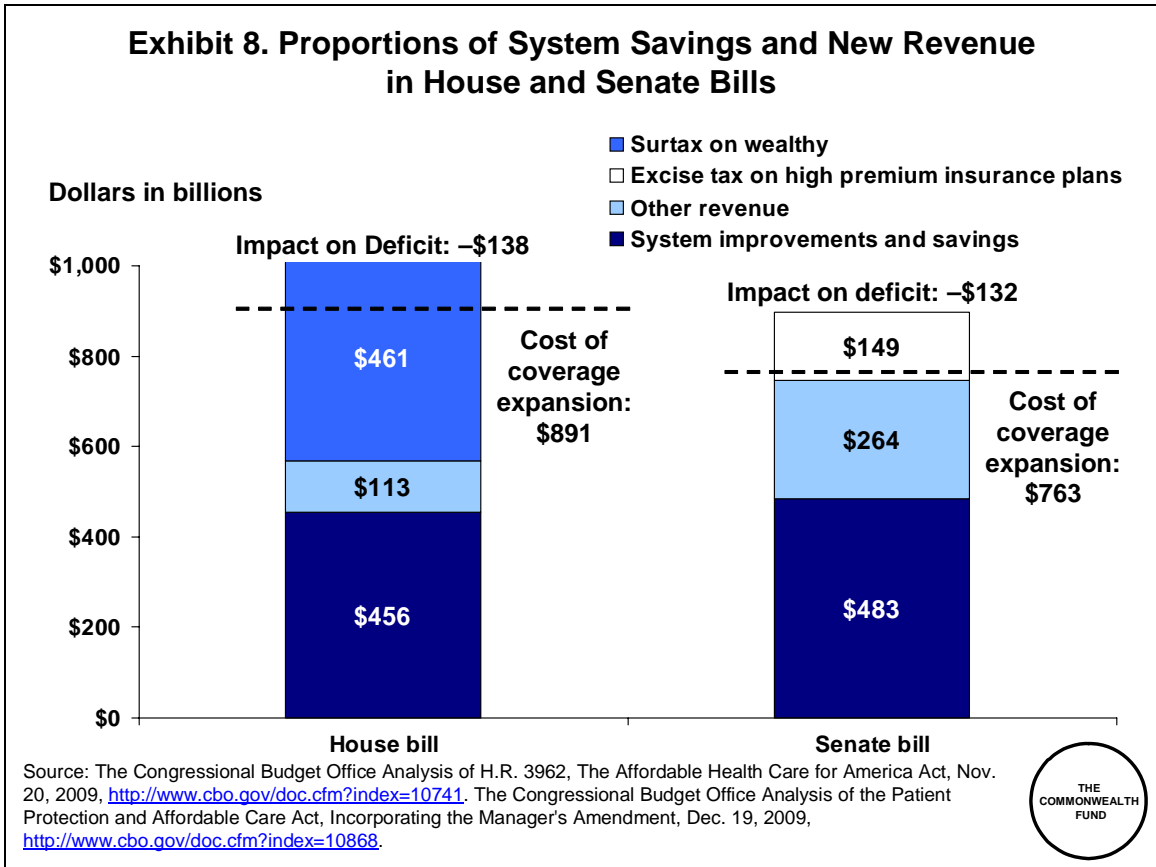 Exhibit 8. Proportions of System Savings and New Revenue
in House and Senate Bills
Surtax on wealthy
Excise tax on high premium insurance plans
Other revenue
System improvements and savings
Dollars in billions
Impact on Deficit: –$138
Impact on deficit: –$132
$1,000
$800
$600
$400
$200
$0
$461
$113
$456
Cost of
coverage
expansion:
$891
$149
$264
$483
Cost of
coverage
expansion:
$763
House bill
Senate bill
Source: The Congressional Budget Office Analysis of H.R. 3962, The Affordable Health Care for America Act, Nov.
20, 2009, http://www.cbo.gov/doc.cfm?index=10741. The Congressional Budget Office Analysis of the Patient
Protection and Affordable Care Act, Incorporating the Manager's Amendment, Dec. 19, 2009,
http://www.cbo.gov/doc.cfm?index=10868.
THE
COMMONWEALTH
FUND